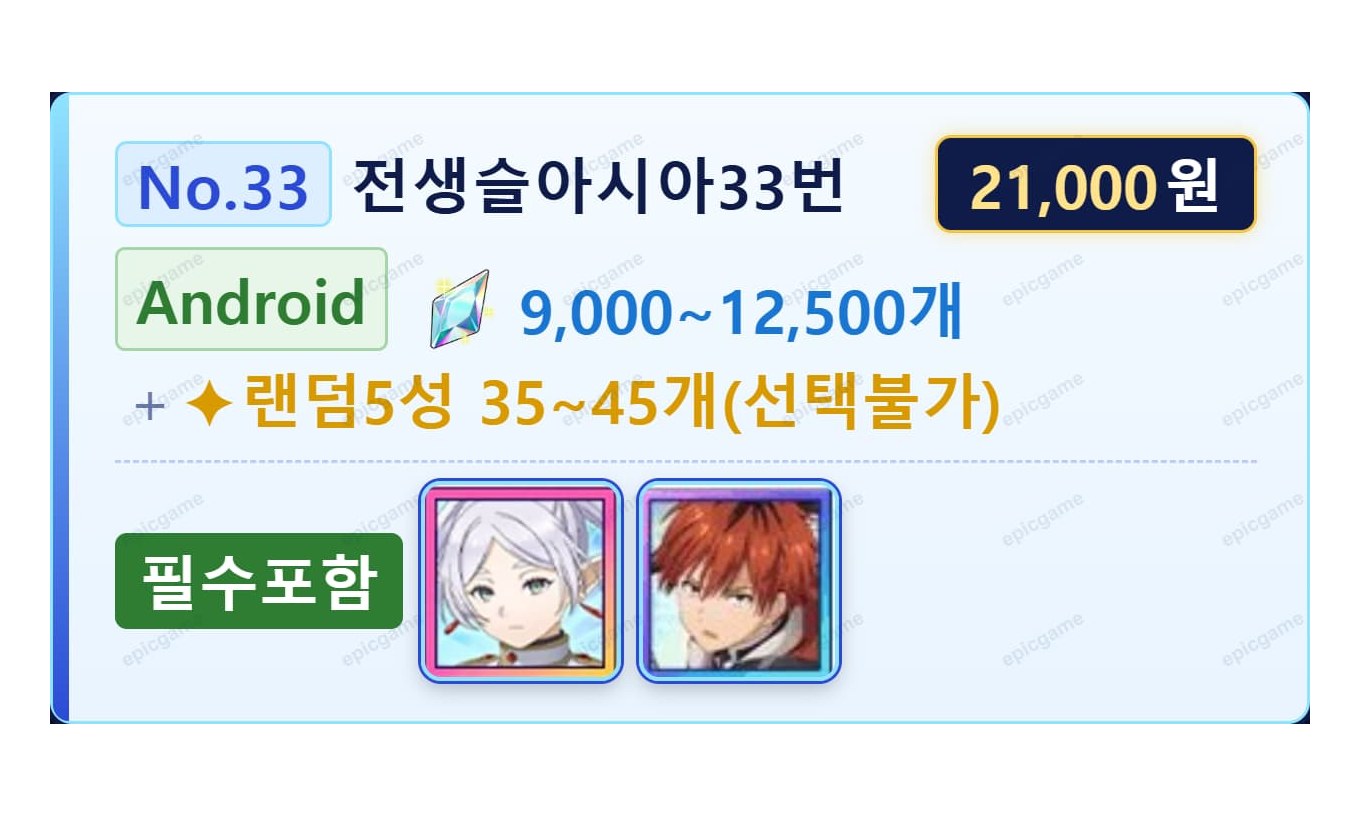 No.33 전생슬아시아33번 21,000원
Android 9,000~12,500개
+ ✦랜덤5성 35~45개(선택불가)
필수포함
epicgame